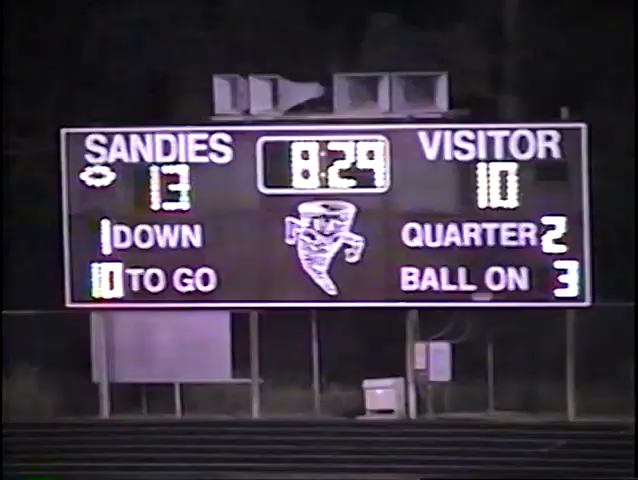 SANDIES 8:29 VISITOR
13 10
1 DOWN QUARTER 2
10 TO GO BALL ON 3